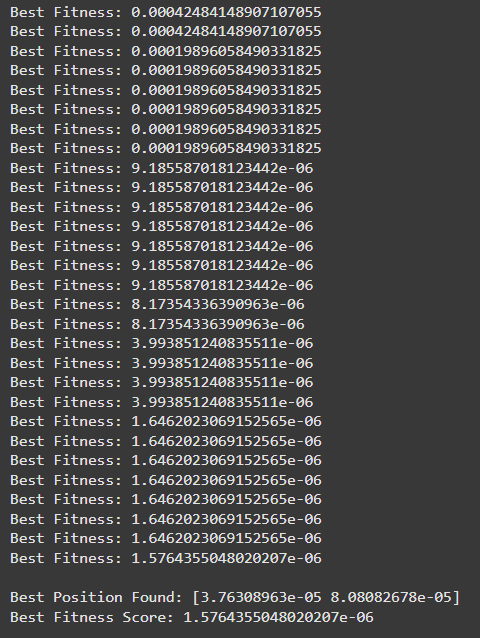 Best Fitness: 0.00042484148907107055
Best Fitness: 0.00042484148907107055
Best Fitness: 0.00019896058490331825
Best Fitness: 0.00019896058490331825
Best Fitness: 0.00019896058490331825
Best Fitness: 0.00019896058490331825
Best Fitness: 0.00019896058490331825
Best Fitness: 0.00019896058490331825
Best Fitness: 9.185587018123442e-06
Best Fitness: 9.185587018123442e-06
Best Fitness: 9.185587018123442e-06
Best Fitness: 9.185587018123442e-06
Best Fitness: 9.185587018123442e-06
Best Fitness: 9.185587018123442e-06
Best Fitness: 9.185587018123442e-06
Best Fitness: 8.17354336390963e-06
Best Fitness: 8.17354336390963e-06
Best Fitness: 3.993851240835511e-06
Best Fitness: 3.993851240835511e-06
Best Fitness: 3.993851240835511e-06
Best Fitness: 3.993851240835511e-06
Best Fitness: 1.6462023069152565e-06
Best Fitness: 1.6462023069152565e-06
Best Fitness: 1.6462023069152565e-06
Best Fitness: 1.6462023069152565e-06
Best Fitness: 1.6462023069152565e-06
Best Fitness: 1.6462023069152565e-06
Best Fitness: 1.6462023069152565e-06
Best Fitness: 1.5764355048020207e-06
Best Position Found: [3.76308963e-05 8.08082678e-05]
Best Fitness Score: 1.5764355048020207e-06